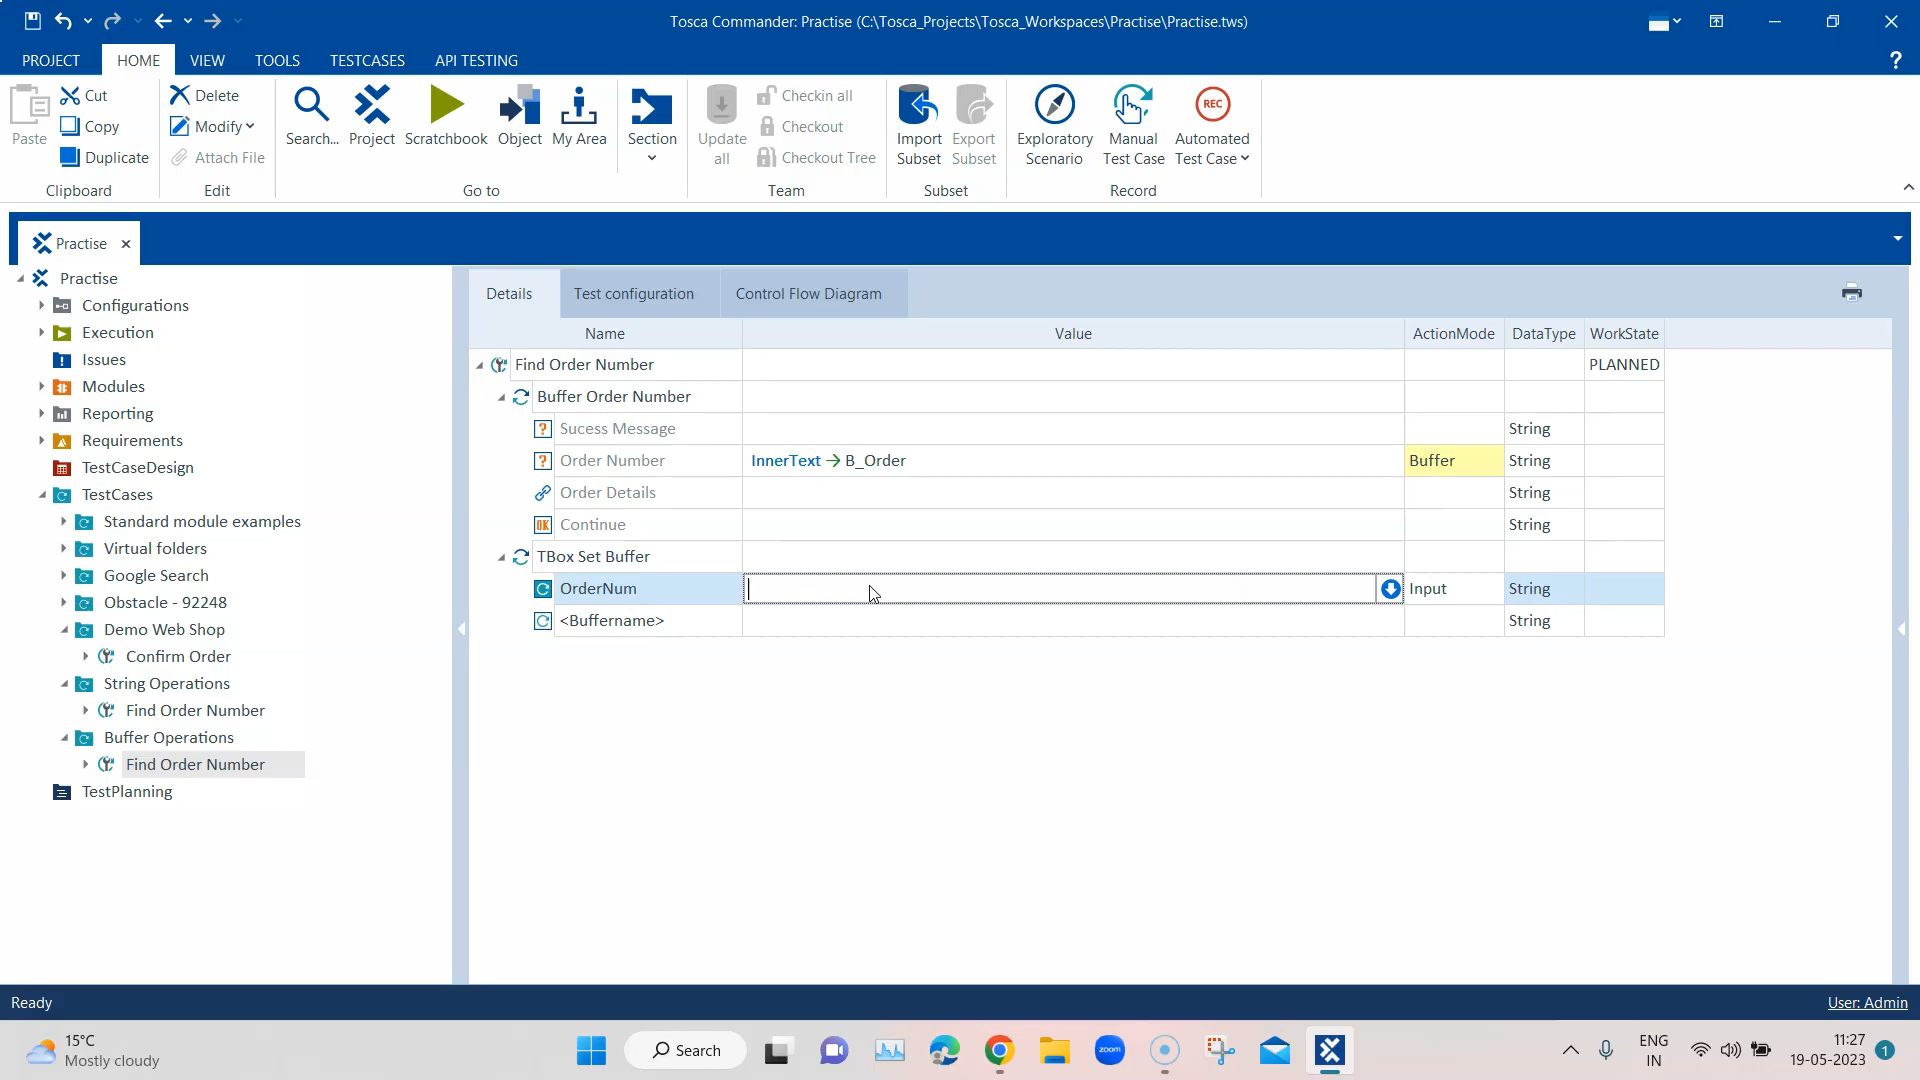 Tosca Commander: Practise (C:\Tosca_Projects\Tosca_Workspaces\Practise\Practise.tws)
PROJECT HOME VIEW TOOLS TESTCASES API TESTING ?
Paste Cut Copy Duplicate
Delete Modify Attach File
Search... Project Scratchbook Object My Area Section
Update all Checkin all Checkout Checkout Tree
Import Subset Export Subset
Exploratory Scenario Manual Test Case REC Automated Test Case
Clipboard Edit Go to Team Subset Record
Practise
Practise
Configurations
Execution
Issues
Modules
Reporting
Requirements
TestCaseDesign
TestCases
Standard module examples
Virtual folders
Google Search
Obstacle - 92248
Demo Web Shop
Confirm Order
String Operations
Find Order Number
Buffer Operations
Find Order Number
TestPlanning
Details Test configuration Control Flow Diagram
Name Value ActionMode DataType WorkState
Find Order Number PLANNED
Buffer Order Number
? Sucess Message String
? Order Number InnerText → B_Order Buffer String
Order Details String
OK Continue String
TBox Set Buffer
OrderNum Input String
<Buffername> String
Ready User: Admin
15°C
Mostly cloudy
Search
zoom
ENG
IN
11:27
19-05-2023
1